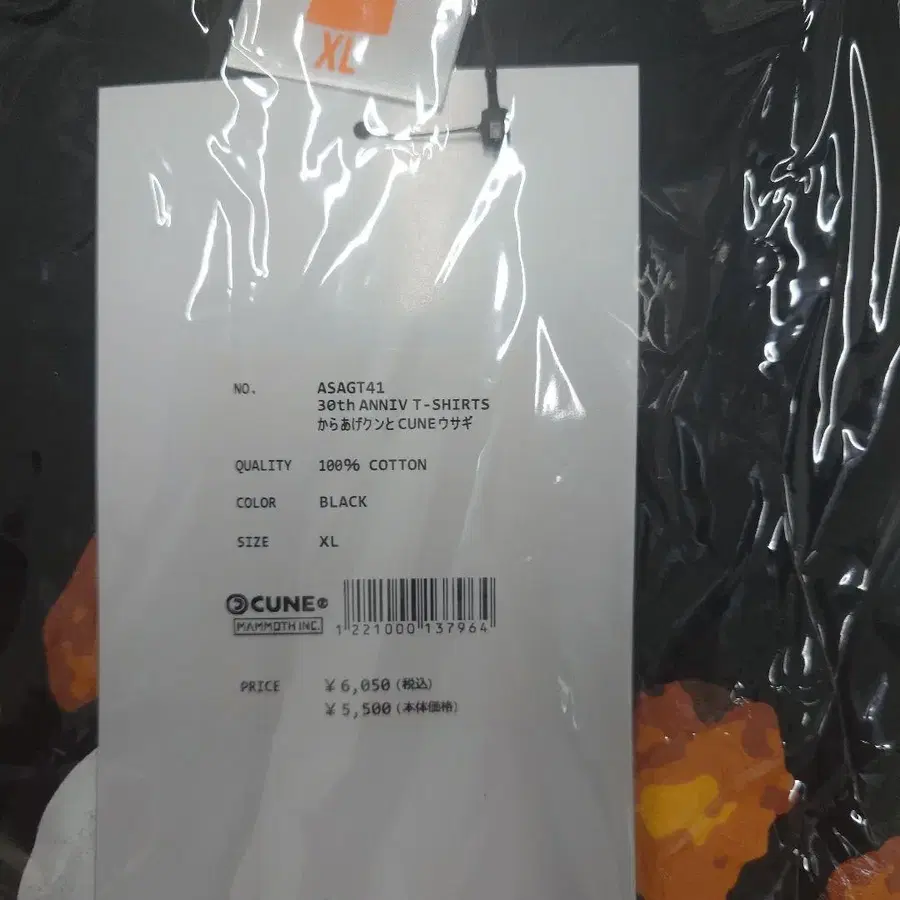 XL
NO. ASAGT41
30th ANNIV T-SHIRTS
からあげクンとCUNEウサギ
QUALITY 100% COTTON
COLOR BLACK
SIZE XL
CUNE
MAMMOTH INC.
1 221000 137964
PRICE ¥6,050(税込)
¥5,500(本体価格)